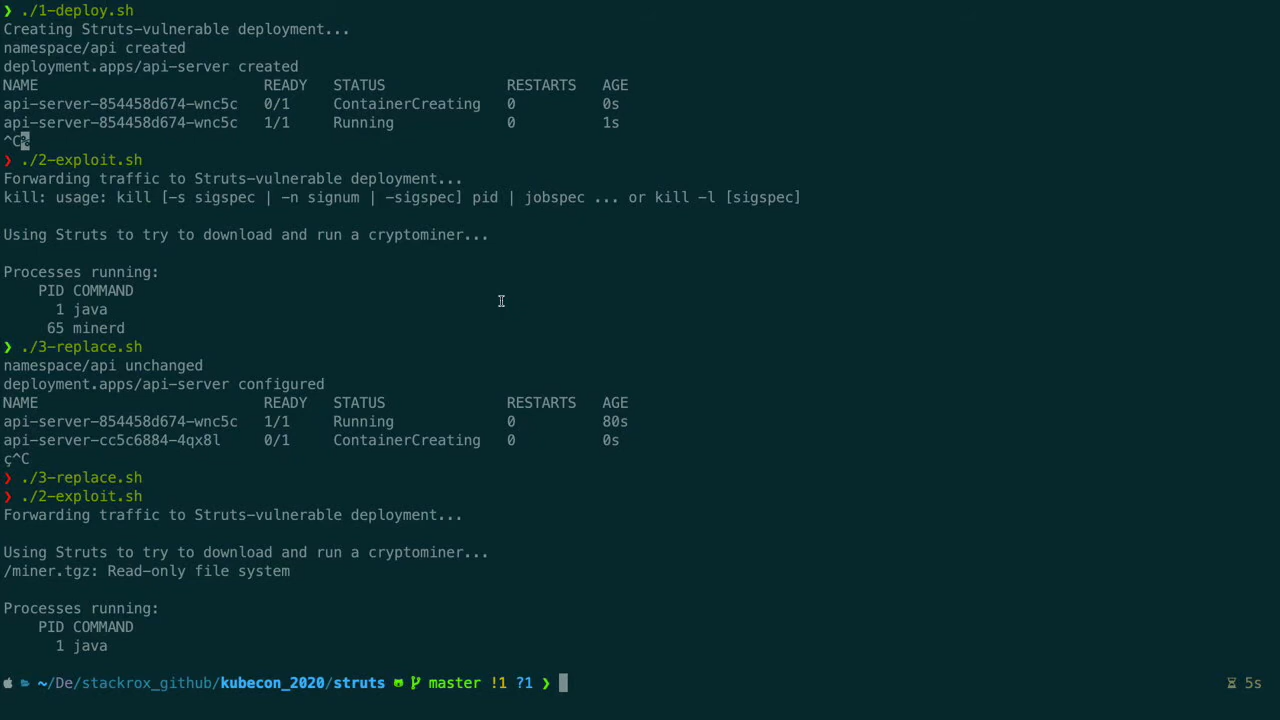 ❯ ./1-deploy.sh
Creating Struts-vulnerable deployment...
namespace/api created
deployment.apps/api-server created
NAME READY STATUS RESTARTS AGE
api-server-854458d674-wnc5c 0/1 ContainerCreating 0 0s
api-server-854458d674-wnc5c 1/1 Running 0 1s
^C%
❯ ./2-exploit.sh
Forwarding traffic to Struts-vulnerable deployment...
kill: usage: kill [-s sigspec | -n signum | -sigspec] pid | jobspec ... or kill -l [sigspec]
Using Struts to try to download and run a cryptominer...
Processes running:
PID COMMAND
1 java
65 minerd
❯ ./3-replace.sh
namespace/api unchanged
deployment.apps/api-server configured
NAME READY STATUS RESTARTS AGE
api-server-854458d674-wnc5c 1/1 Running 0 80s
api-server-cc5c6884-4qx8l 0/1 ContainerCreating 0 0s
ç^C
❯ ./3-replace.sh
❯ ./2-exploit.sh
Forwarding traffic to Struts-vulnerable deployment...
Using Struts to try to download and run a cryptominer...
/miner.tgz: Read-only file system
Processes running:
PID COMMAND
1 java
~/De/stackrox_github/kubecon_2020/struts master !1 ?1 ❯ 5s